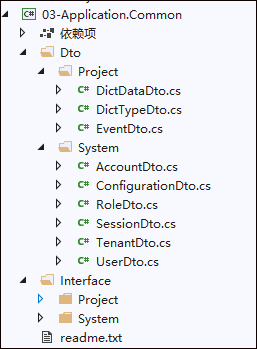 C# 03-Application.Common
依赖项
Dto
Project
C# DictDataDto.cs
C# DictTypeDto.cs
C# EventDto.cs
System
C# AccountDto.cs
C# ConfigurationDto.cs
C# RoleDto.cs
C# SessionDto.cs
C# TenantDto.cs
C# UserDto.cs
Interface
Project
System
readme.txt